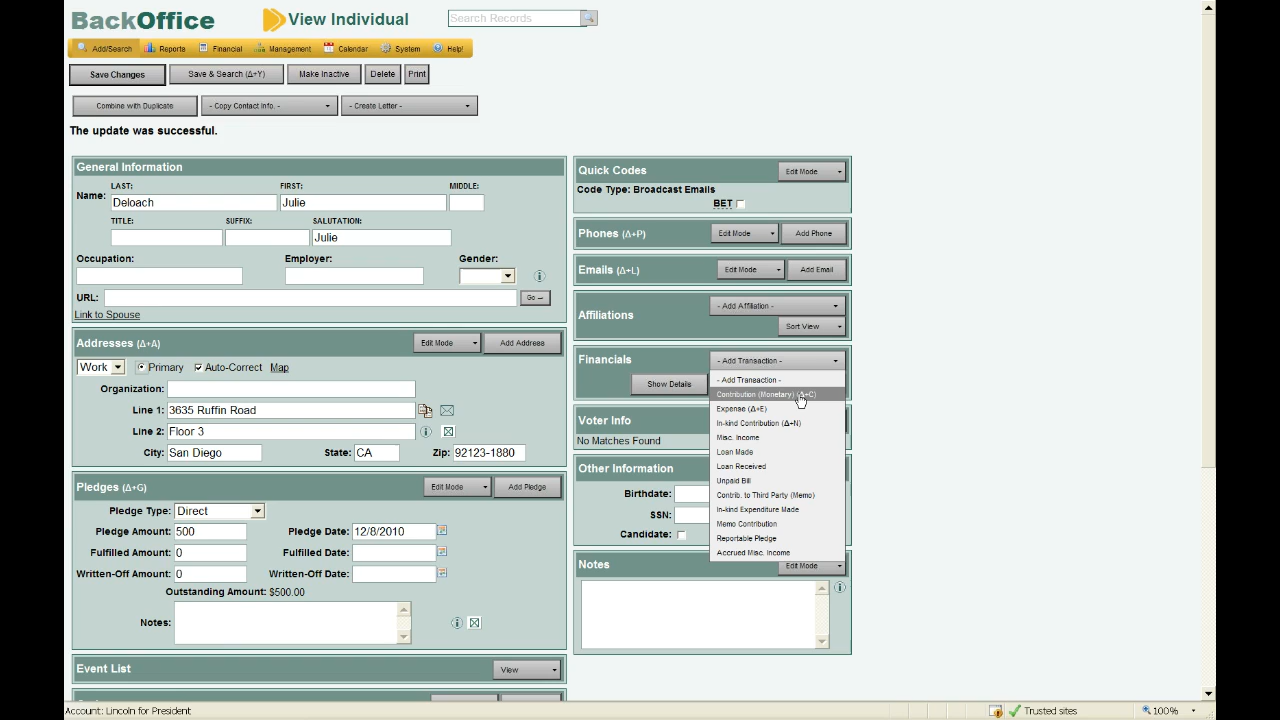 BackOffice
View Individual
Search Records
Add/Search Reports Financial Management Calendar System Help!
Save Changes Save & Search (Δ+Y) Make Inactive Delete Print
Combine with Duplicate - Copy Contact Info. - - Create Letter -
The update was successful.
General Information
LAST: FIRST: MIDDLE:
Name: Deloach Julie
TITLE: SUFFIX: SALUTATION:
Julie
Occupation: Employer: Gender:
URL: Go
Link to Spouse
Addresses (Δ+A) Edit Mode Add Address
Work Primary Auto-Correct Map
Organization:
Line 1: 3635 Ruffin Road
Line 2: Floor 3
City: San Diego State: CA Zip: 92123-1880
Pledges (Δ+G) Edit Mode Add Pledge
Pledge Type: Direct
Pledge Amount: 500 Pledge Date: 12/8/2010
Fulfilled Amount: 0 Fulfilled Date:
Written-Off Amount: 0 Written-Off Date:
Outstanding Amount: $500.00
Notes:
Event List View
Quick Codes Edit Mode
Code Type: Broadcast Emails
BET
Phones (Δ+P) Edit Mode Add Phone
Emails (Δ+L) Edit Mode Add Email
Affiliations - Add Affiliation -
Sort View
Financials - Add Transaction -
Show Details
- Add Transaction -
Contribution (Monetary) (Δ+C)
Expense (Δ+E)
In-kind Contribution (Δ+N)
Misc. Income
Loan Made
Loan Received
Unpaid Bill
Contrib. to Third Party (Memo)
In-kind Expenditure Made
Memo Contribution
Reportable Pledge
Accrued Misc. Income
Voter Info
No Matches Found
Other Information
Birthdate:
SSN:
Candidate:
Notes Edit Mode
Account: Lincoln for President Trusted sites 100%